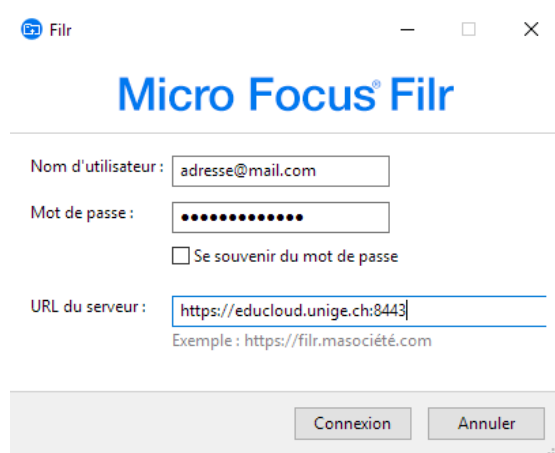 Filr
Micro Focus® Filr
Nom d'utilisateur : adresse@mail.com
Mot de passe : •••••••••••••
Se souvenir du mot de passe
URL du serveur : https://educloud.unige.ch:8443
Exemple : https://filr.masociété.com
Connexion Annuler